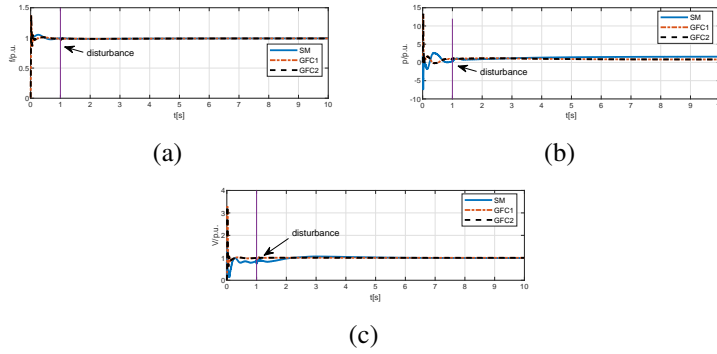 1.5
1
0.5
0
f/p.u.
disturbance
SM
GFC1
GFC2
0 1 2 3 4 5 6 7 8 9 10
t[s]
(a)
15
10
5
0
-5
-10
p/p.u.
disturbance
SM
GFC1
GFC2
0 1 2 3 4 5 6 7 8 9 10
t[s]
(b)
4
3
2
1
0
V/p.u.
disturbance
SM
GFC1
GFC2
0 1 2 3 4 5 6 7 8 9 10
t[s]
(c)